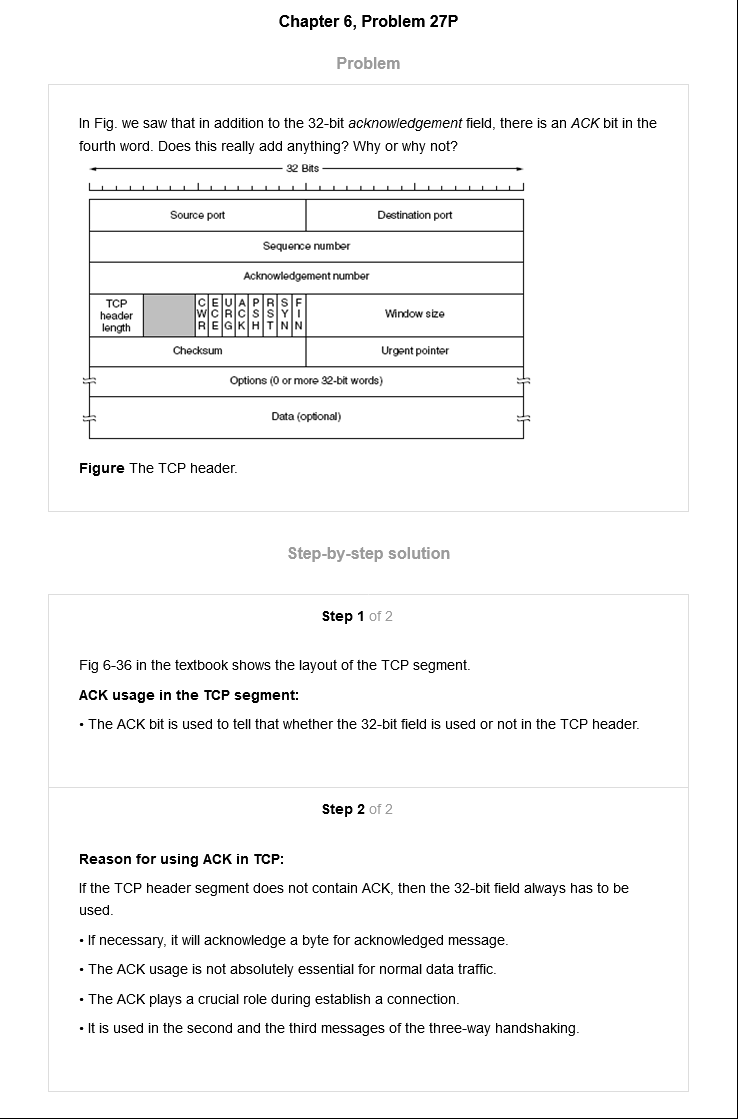 Chapter 6, Problem 27P
Problem
In Fig. we saw that in addition to the 32-bit acknowledgement field, there is an ACK bit in the
fourth word. Does this really add anything? Why or why not?
32 Bits
Source port Destination port
Sequence number
Acknowledgement number
TCP header length CWR ECE URG ACK PSH RST SYN FIN Window size
Checksum Urgent pointer
Options (0 or more 32-bit words)
Data (optional)
Figure The TCP header.
Step-by-step solution
Step 1 of 2
Fig 6-36 in the textbook shows the layout of the TCP segment.
ACK usage in the TCP segment:
• The ACK bit is used to tell that whether the 32-bit field is used or not in the TCP header.
Step 2 of 2
Reason for using ACK in TCP:
If the TCP header segment does not contain ACK, then the 32-bit field always has to be
used.
• If necessary, it will acknowledge a byte for acknowledged message.
• The ACK usage is not absolutely essential for normal data traffic.
• The ACK plays a crucial role during establish a connection.
• It is used in the second and the third messages of the three-way handshaking.